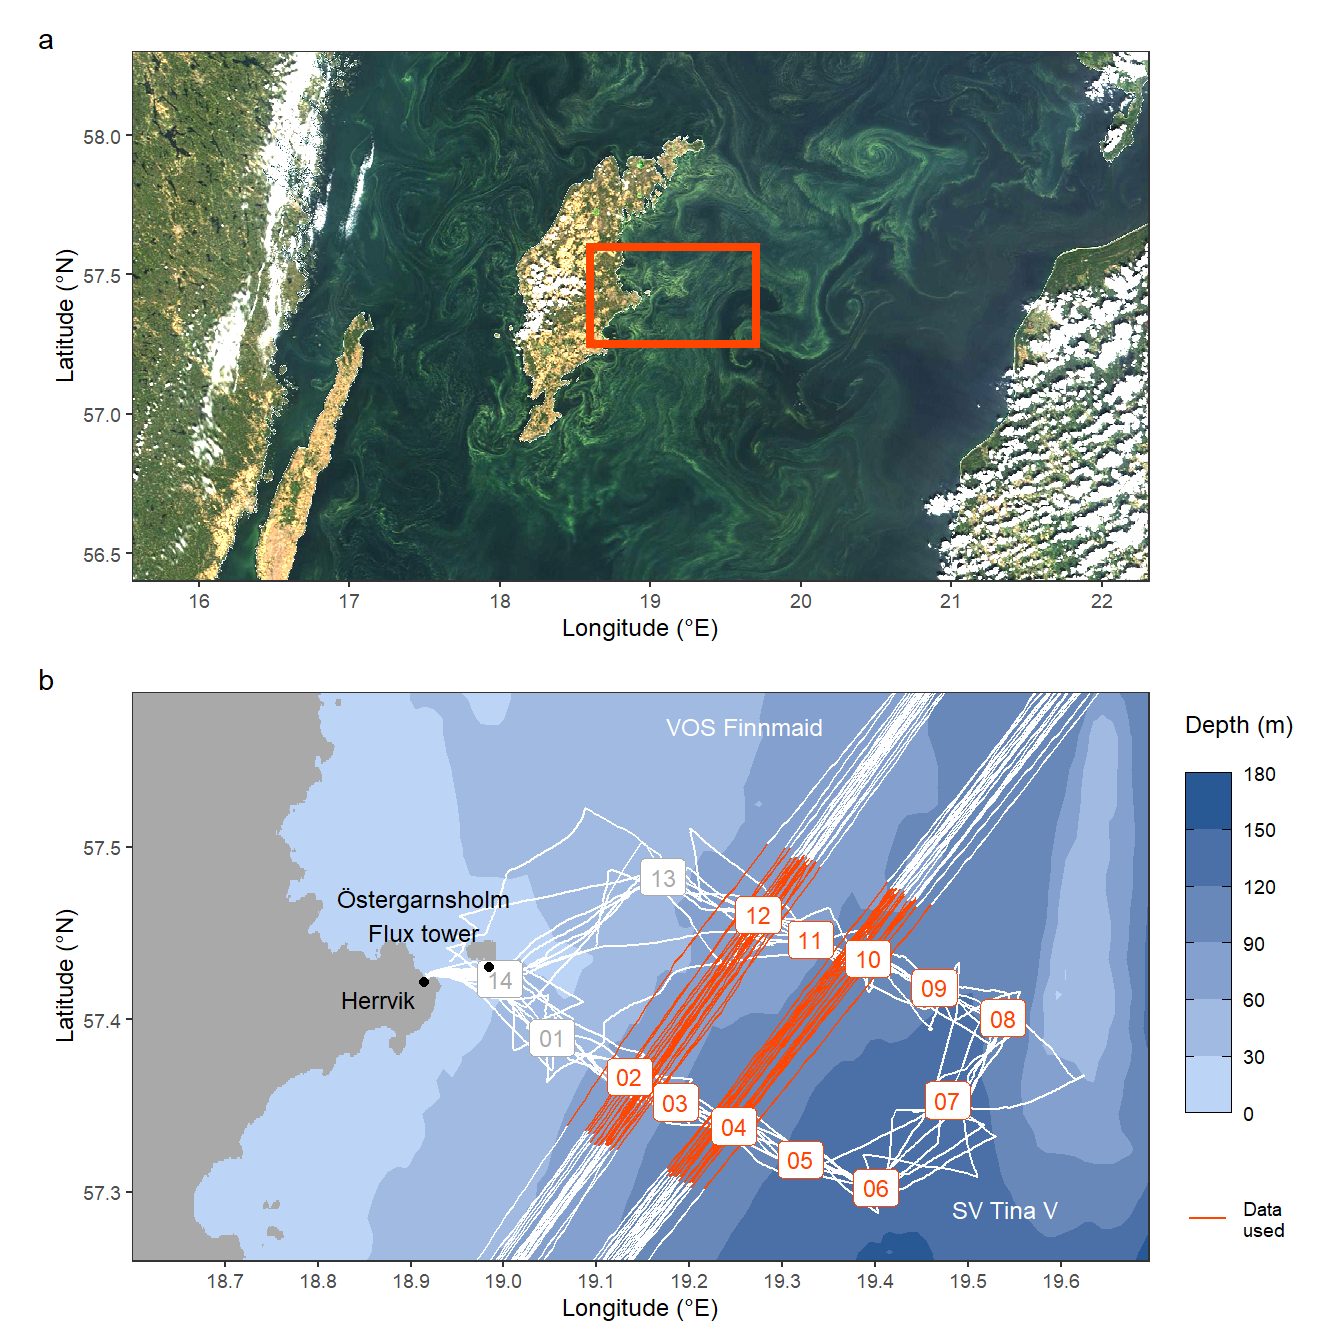 a
58.0
57.5
57.0
56.5
Latitude (°N)
16 17 18 19 20 21 22
Longitude (°E)
b
VOS Finnmaid
Depth (m)
180
150
120
90
60
30
0
57.5
57.4
57.3
Latitude (°N)
Östergarnsholm
Flux tower
Herrvik
13
12
11
10
09
08
14
01
02
03
04
05
06
07
SV Tina V
Data
used
18.7 18.8 18.9 19.0 19.1 19.2 19.3 19.4 19.5 19.6
Longitude (°E)